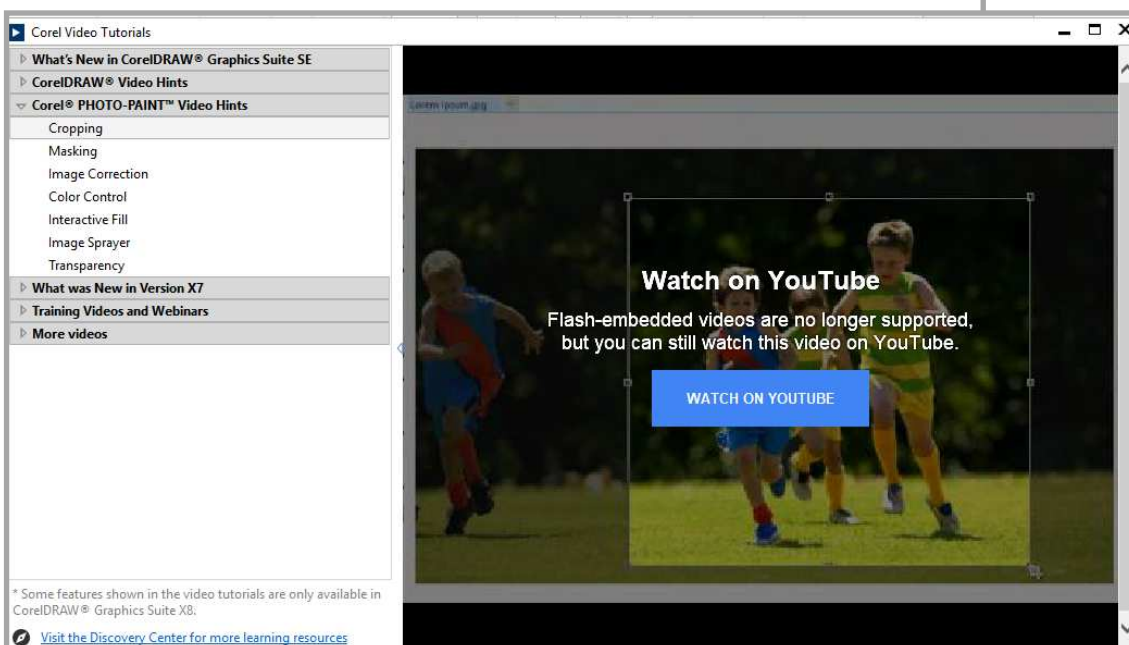 Corel Video Tutorials
What's New in CorelDRAW® Graphics Suite SE
CorelDRAW® Video Hints
Corel® PHOTO-PAINT™ Video Hints
Cropping
Masking
Image Correction
Color Control
Interactive Fill
Image Sprayer
Transparency
What was New in Version X7
Training Videos and Webinars
More videos
* Some features shown in the video tutorials are only available in
CorelDRAW® Graphics Suite X8.
Visit the Discovery Center for more learning resources
Lorem Ipsum.jpg
Watch on YouTube
Flash-embedded videos are no longer supported,
but you can still watch this video on YouTube.
WATCH ON YOUTUBE